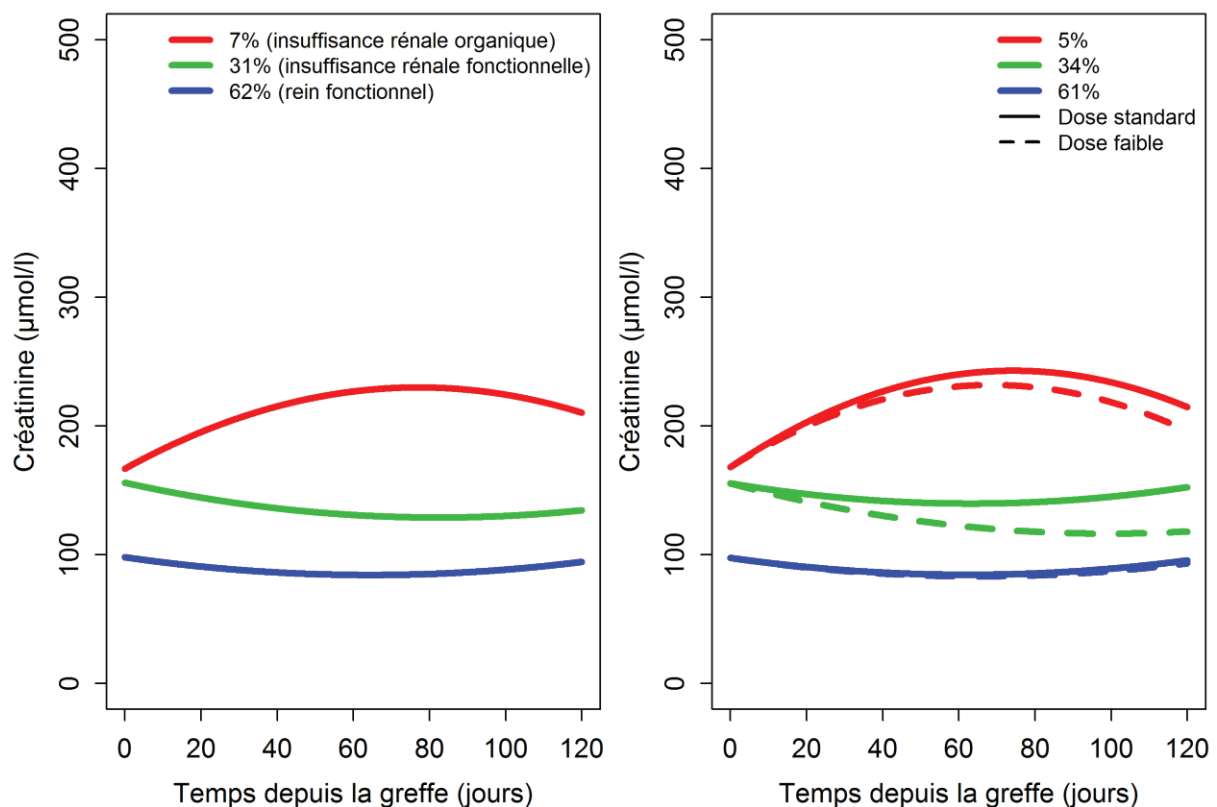 7% (insuffisance rénale organique)
31% (insuffisance rénale fonctionnelle)
62% (rein fonctionnel)
500
400
300
200
100
0
Créatinine (µmol/l)
0 20 40 60 80 100 120
Temps depuis la greffe (jours)
5%
34%
61%
Dose standard
Dose faible
500
400
300
200
100
0
Créatinine (µmol/l)
0 20 40 60 80 100 120
Temps depuis la greffe (jours)